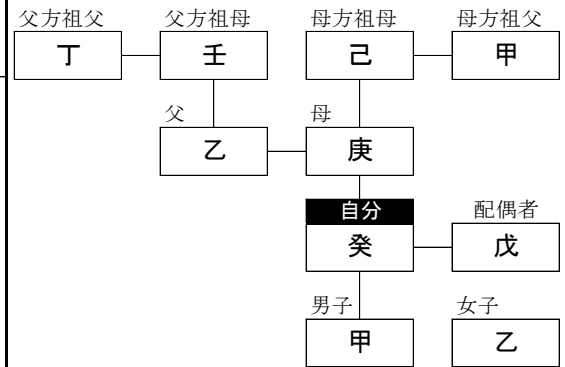 父方祖父 父方祖母 母方祖母 母方祖父
丁 壬 己 甲
父 母
乙 庚
自分 配偶者
癸 戊
男子 女子
甲 乙